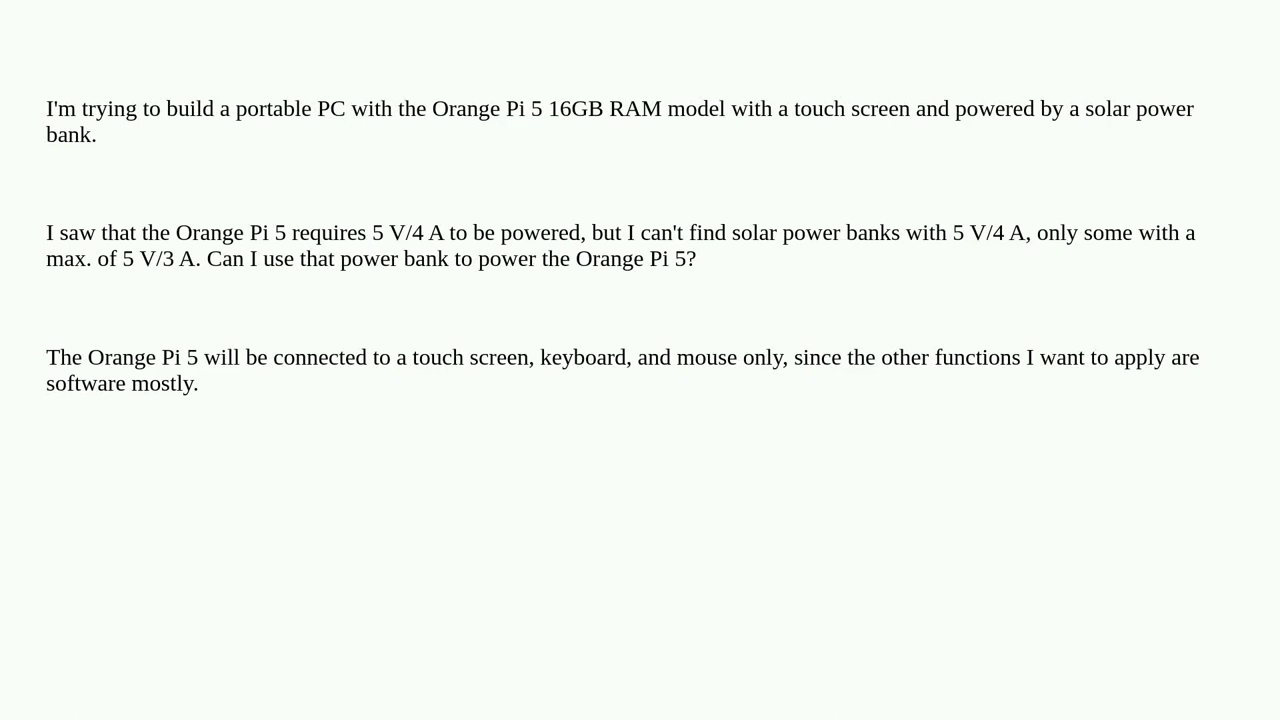 I'm trying to build a portable PC with the Orange Pi 5 16GB RAM model with a touch screen and powered by a solar power
bank.
I saw that the Orange Pi 5 requires 5 V/4 A to be powered, but I can't find solar power banks with 5 V/4 A, only some with a
max. of 5 V/3 A. Can I use that power bank to power the Orange Pi 5?
The Orange Pi 5 will be connected to a touch screen, keyboard, and mouse only, since the other functions I want to apply are
software mostly.